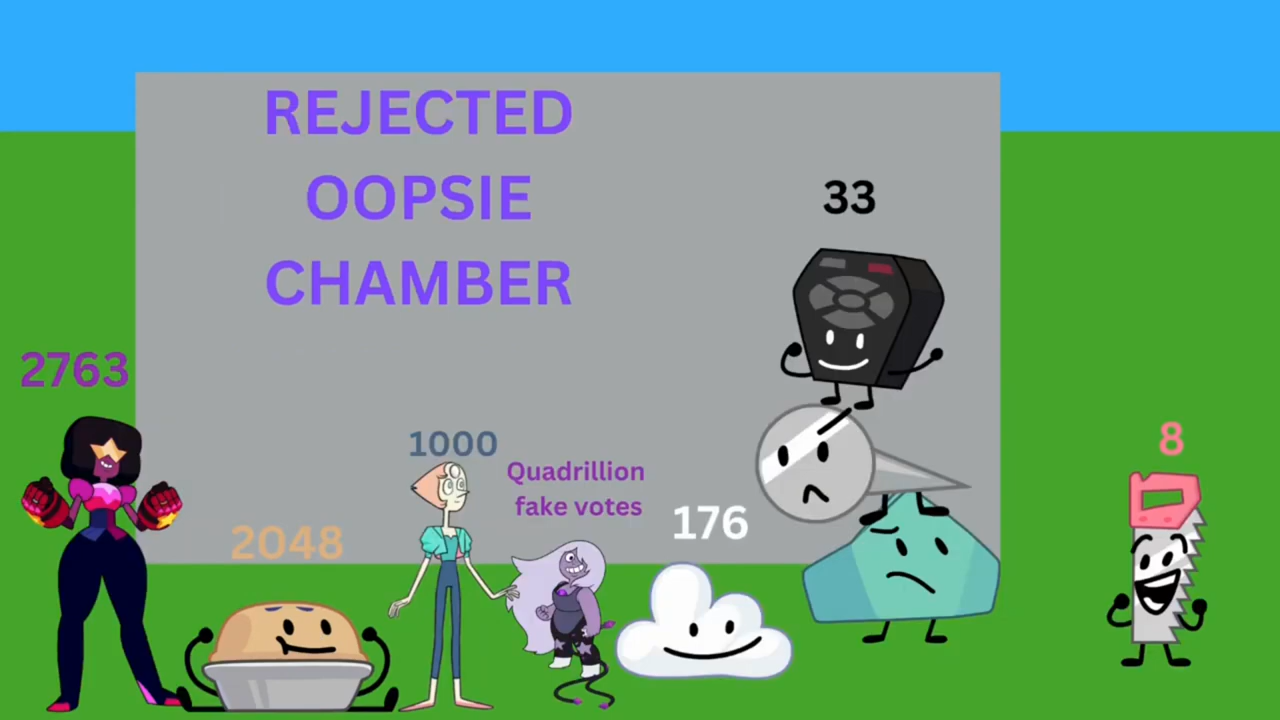 REJECTED
OOPSIE
CHAMBER
33
2763
8
1000
Quadrillion
fake votes
176
2048